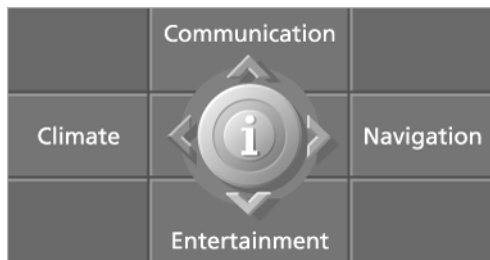 Communication
Climate
i
Navigation
Entertainment